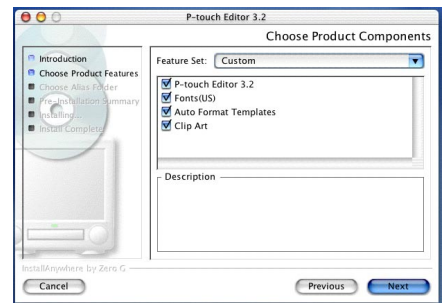 P-touch Editor 3.2
Choose Product Components
Introduction
Choose Product Features
Choose Alias Folder
Pre-Installation Summary
Installing...
Install Complete
Feature Set: Custom
P-touch Editor 3.2
Fonts(US)
Auto Format Templates
Clip Art
Description
InstallAnywhere by Zero G
Cancel
Previous
Next